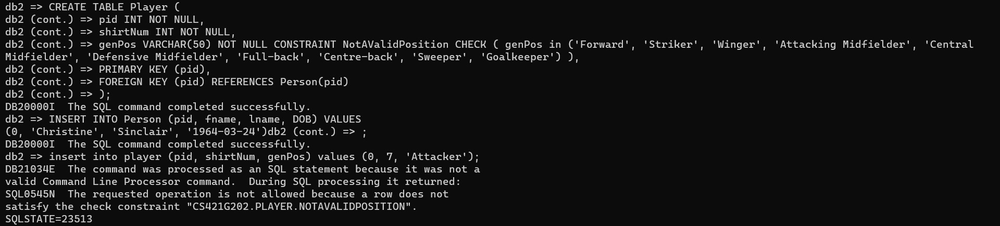 db2 => CREATE TABLE Player (
db2 (cont.) => pid INT NOT NULL,
db2 (cont.) => shirtNum INT NOT NULL,
db2 (cont.) => genPos VARCHAR(50) NOT NULL CONSTRAINT NotAValidPosition CHECK ( genPos in ('Forward', 'Striker', 'Winger', 'Attacking Midfielder', 'Central
Midfielder', 'Defensive Midfielder', 'Full-back', 'Centre-back', 'Sweeper', 'Goalkeeper') ),
db2 (cont.) => PRIMARY KEY (pid),
db2 (cont.) => FOREIGN KEY (pid) REFERENCES Person(pid)
db2 (cont.) => );
DB20000I  The SQL command completed successfully.
db2 => INSERT INTO Person (pid, fname, lname, DOB) VALUES
(0, 'Christine', 'Sinclair', '1964-03-24')db2 (cont.) => ;
DB20000I  The SQL command completed successfully.
db2 => insert into player (pid, shirtNum, genPos) values (0, 7, 'Attacker');
DB21034E  The command was processed as an SQL statement because it was not a
valid Command Line Processor command.  During SQL processing it returned:
SQL0545N  The requested operation is not allowed because a row does not
satisfy the check constraint "CS421G202.PLAYER.NOTAVALIDPOSITION".
SQLSTATE=23513